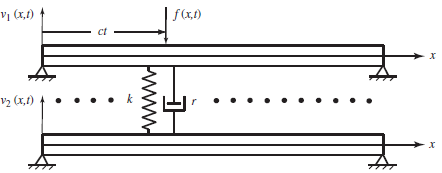 v₁ (x,t)
f (x,t)
ct
x
v₂ (x,t)
k
r
x